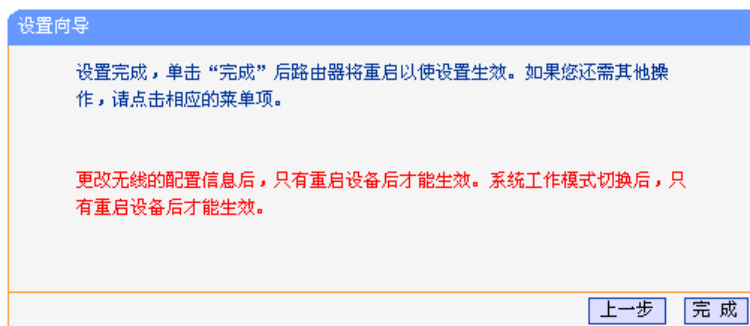 设置向导
设置完成，单击“完成”后路由器将重启以使设置生效。如果您还需其他操
作，请点击相应的菜单项。
更改无线的配置信息后，只有重启设备后才能生效。系统工作模式切换后，只
有重启设备后才能生效。
上一步 完 成